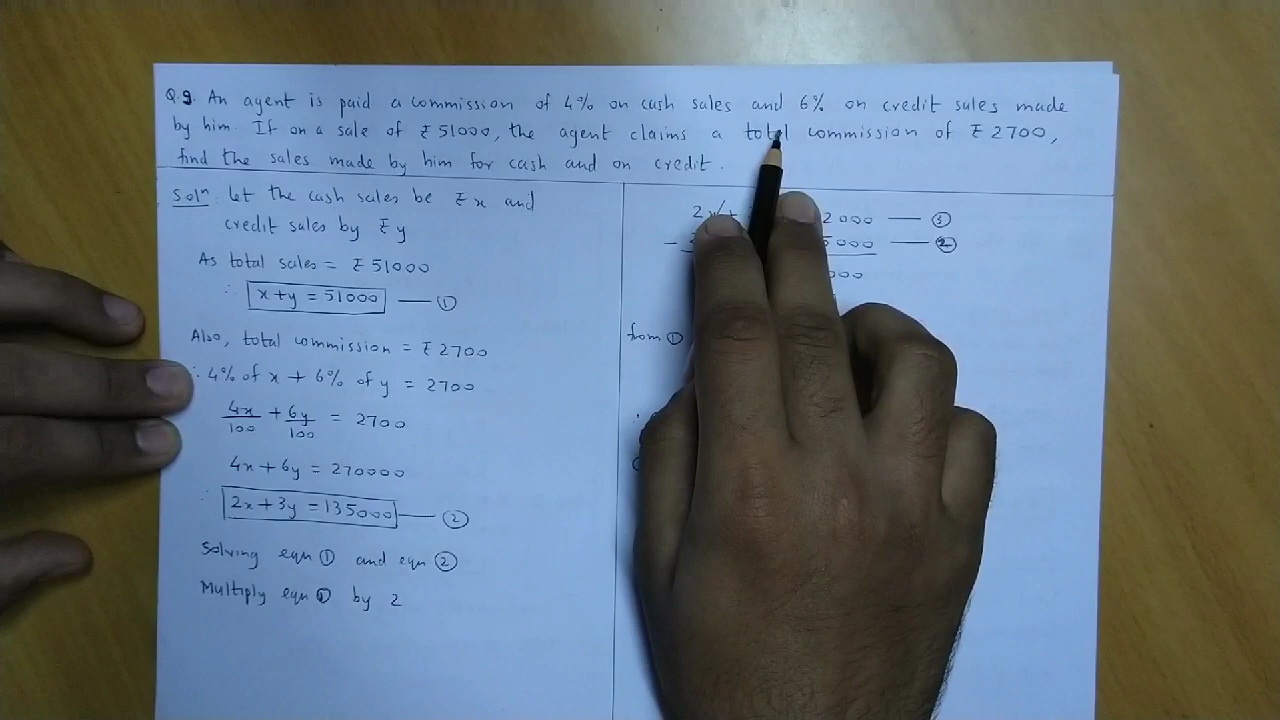 Q.9. An agent is paid a commission of 4% on cash sales and 6% on credit sales made
by him. If on a sale of ₹51000, the agent claims a total commission of ₹2700,
find the sales made by him for cash and on credit.
Solⁿ: Let the cash sales be ₹x and
credit sales by ₹y
As total sales = ₹51000
∴ x+y = 51000 — ①
Also, total commission = ₹2700
∴ 4% of x + 6% of y = 2700
4x/100 + 6y/100 = 2700
4x+6y = 270000
∴ 2x+3y = 135000 — ②
Solving eqn ① and eqn ②
Multiply eqn ① by 2
2x + 2000 — ③
- 5000 — ②
000
from ①